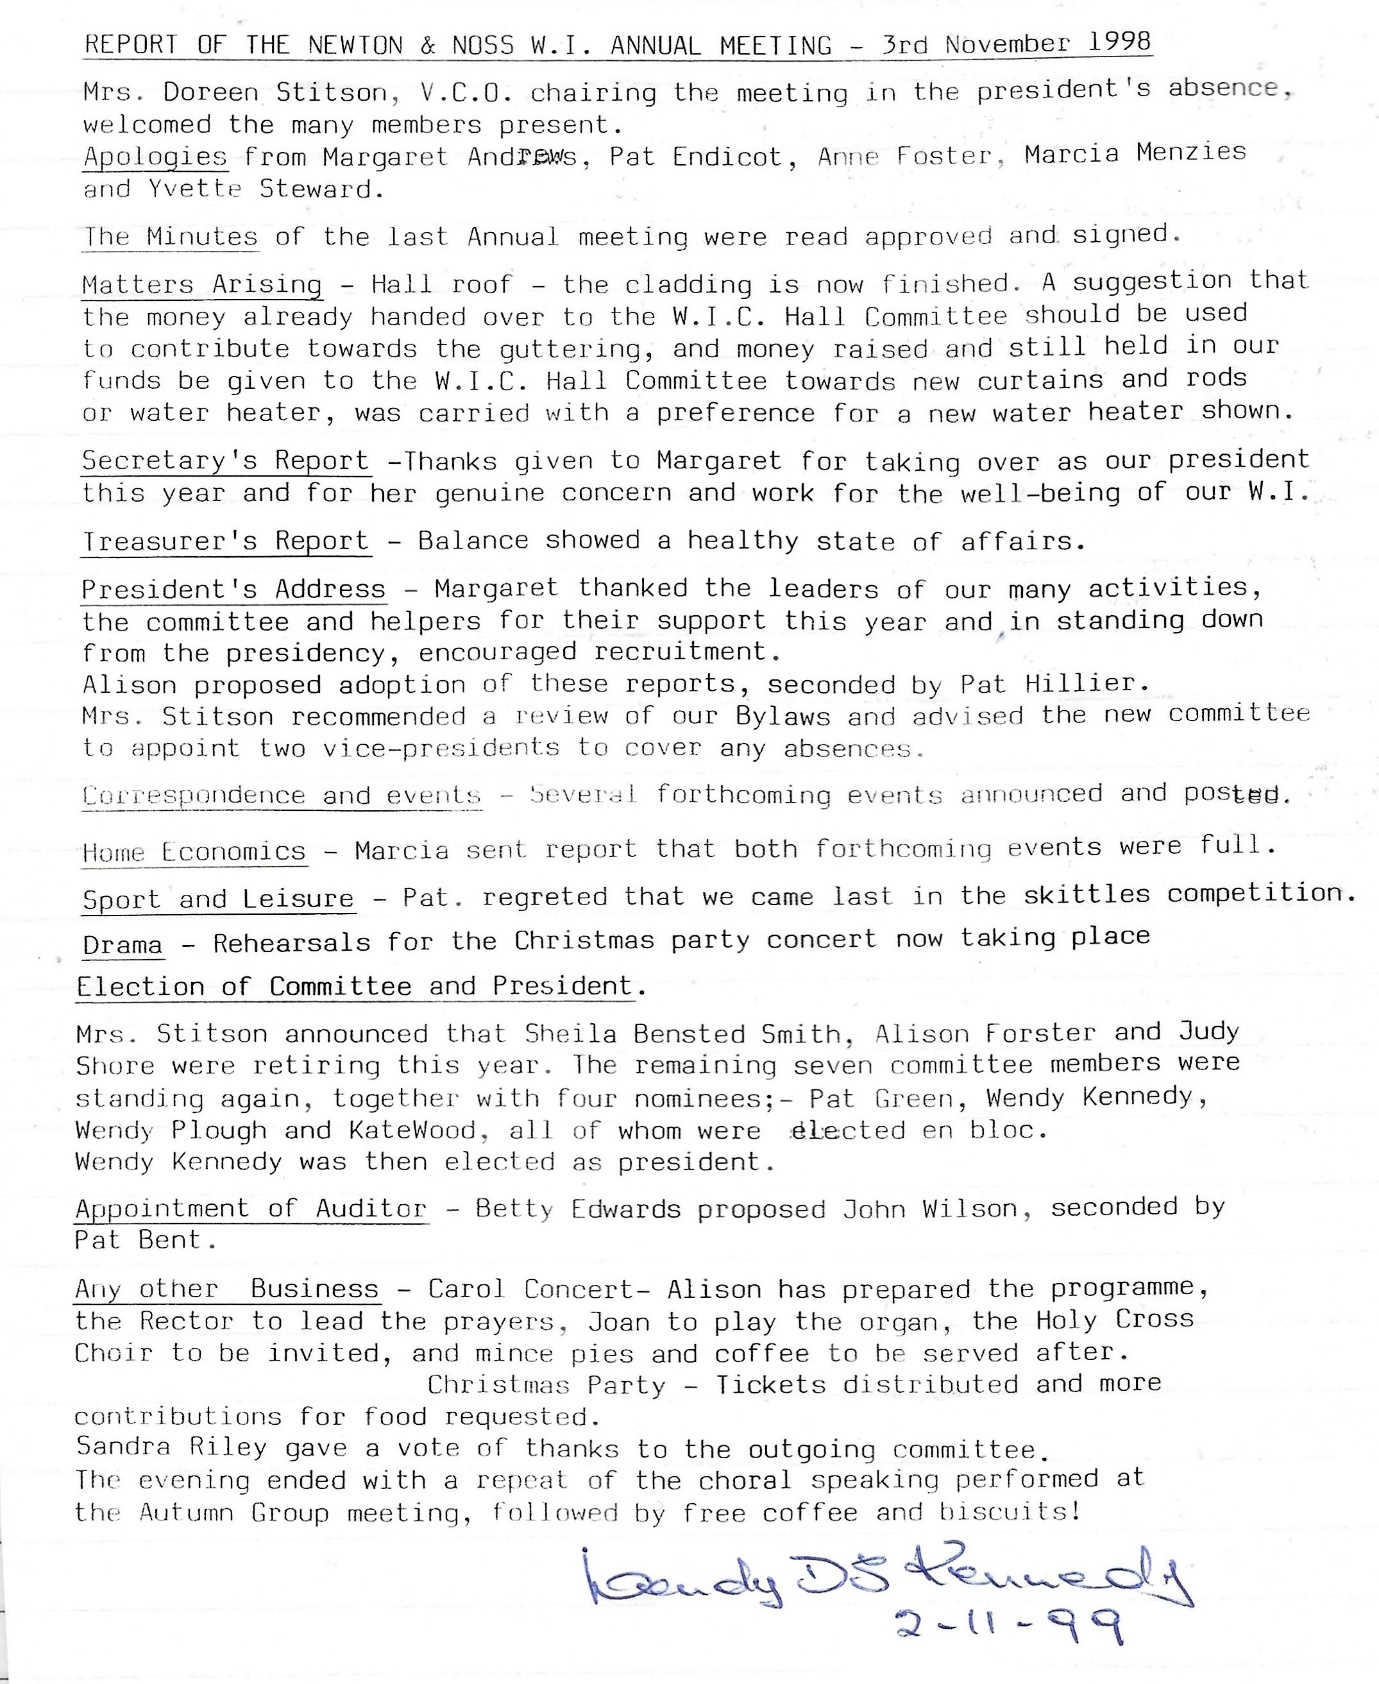 REPORT OF THE NEWTON & NOSS W.I. ANNUAL MEETING - 3rd November 1998
Mrs. Doreen Stitson, V.C.O. chairing the meeting in the president's absence,
welcomed the many members present.
Apologies from Margaret Andrews, Pat Endicot, Anne Foster, Marcia Menzies
and Yvette Steward.
The Minutes of the last Annual meeting were read approved and signed.
Matters Arising - Hall roof - the cladding is now finished. A suggestion that
the money already handed over to the W.I.C. Hall Committee should be used
to contribute towards the guttering, and money raised and still held in our
funds be given to the W.I.C. Hall Committee towards new curtains and rods
or water heater, was carried with a preference for a new water heater shown.
Secretary's Report -Thanks given to Margaret for taking over as our president
this year and for her genuine concern and work for the well-being of our W.I.
Treasurer's Report - Balance showed a healthy state of affairs.
President's Address - Margaret thanked the leaders of our many activities,
the committee and helpers for their support this year and,in standing down
from the presidency, encouraged recruitment.
Alison proposed adoption of these reports, seconded by Pat Hillier.
Mrs. Stitson recommended a review of our Bylaws and advised the new committee
to appoint two vice-presidents to cover any absences.
Correspondence and events - Several forthcoming events announced and posted.
Home Economics - Marcia sent report that both forthcoming events were full.
Sport and Leisure - Pat. regreted that we came last in the skittles competition.
Drama - Rehearsals for the Christmas party concert now taking place
Election of Committee and President.
Mrs. Stitson announced that Sheila Bensted Smith, Alison Forster and Judy
Shore were retiring this year. The remaining seven committee members were
standing again, together with four nominees;- Pat Green, Wendy Kennedy,
Wendy Plough and KateWood, all of whom were elected en bloc.
Wendy Kennedy was then elected as president.
Appointment of Auditor - Betty Edwards proposed John Wilson, seconded by
Pat Bent.
Any other Business - Carol Concert- Alison has prepared the programme,
the Rector to lead the prayers, Joan to play the organ, the Holy Cross
Choir to be invited, and mince pies and coffee to be served after.
Christmas Party - Tickets distributed and more
contributions for food requested.
Sandra Riley gave a vote of thanks to the outgoing committee.
The evening ended with a repeat of the choral speaking performed at
the Autumn Group meeting, followed by free coffee and biscuits!
Wendy DS Kennedy
2-11-99